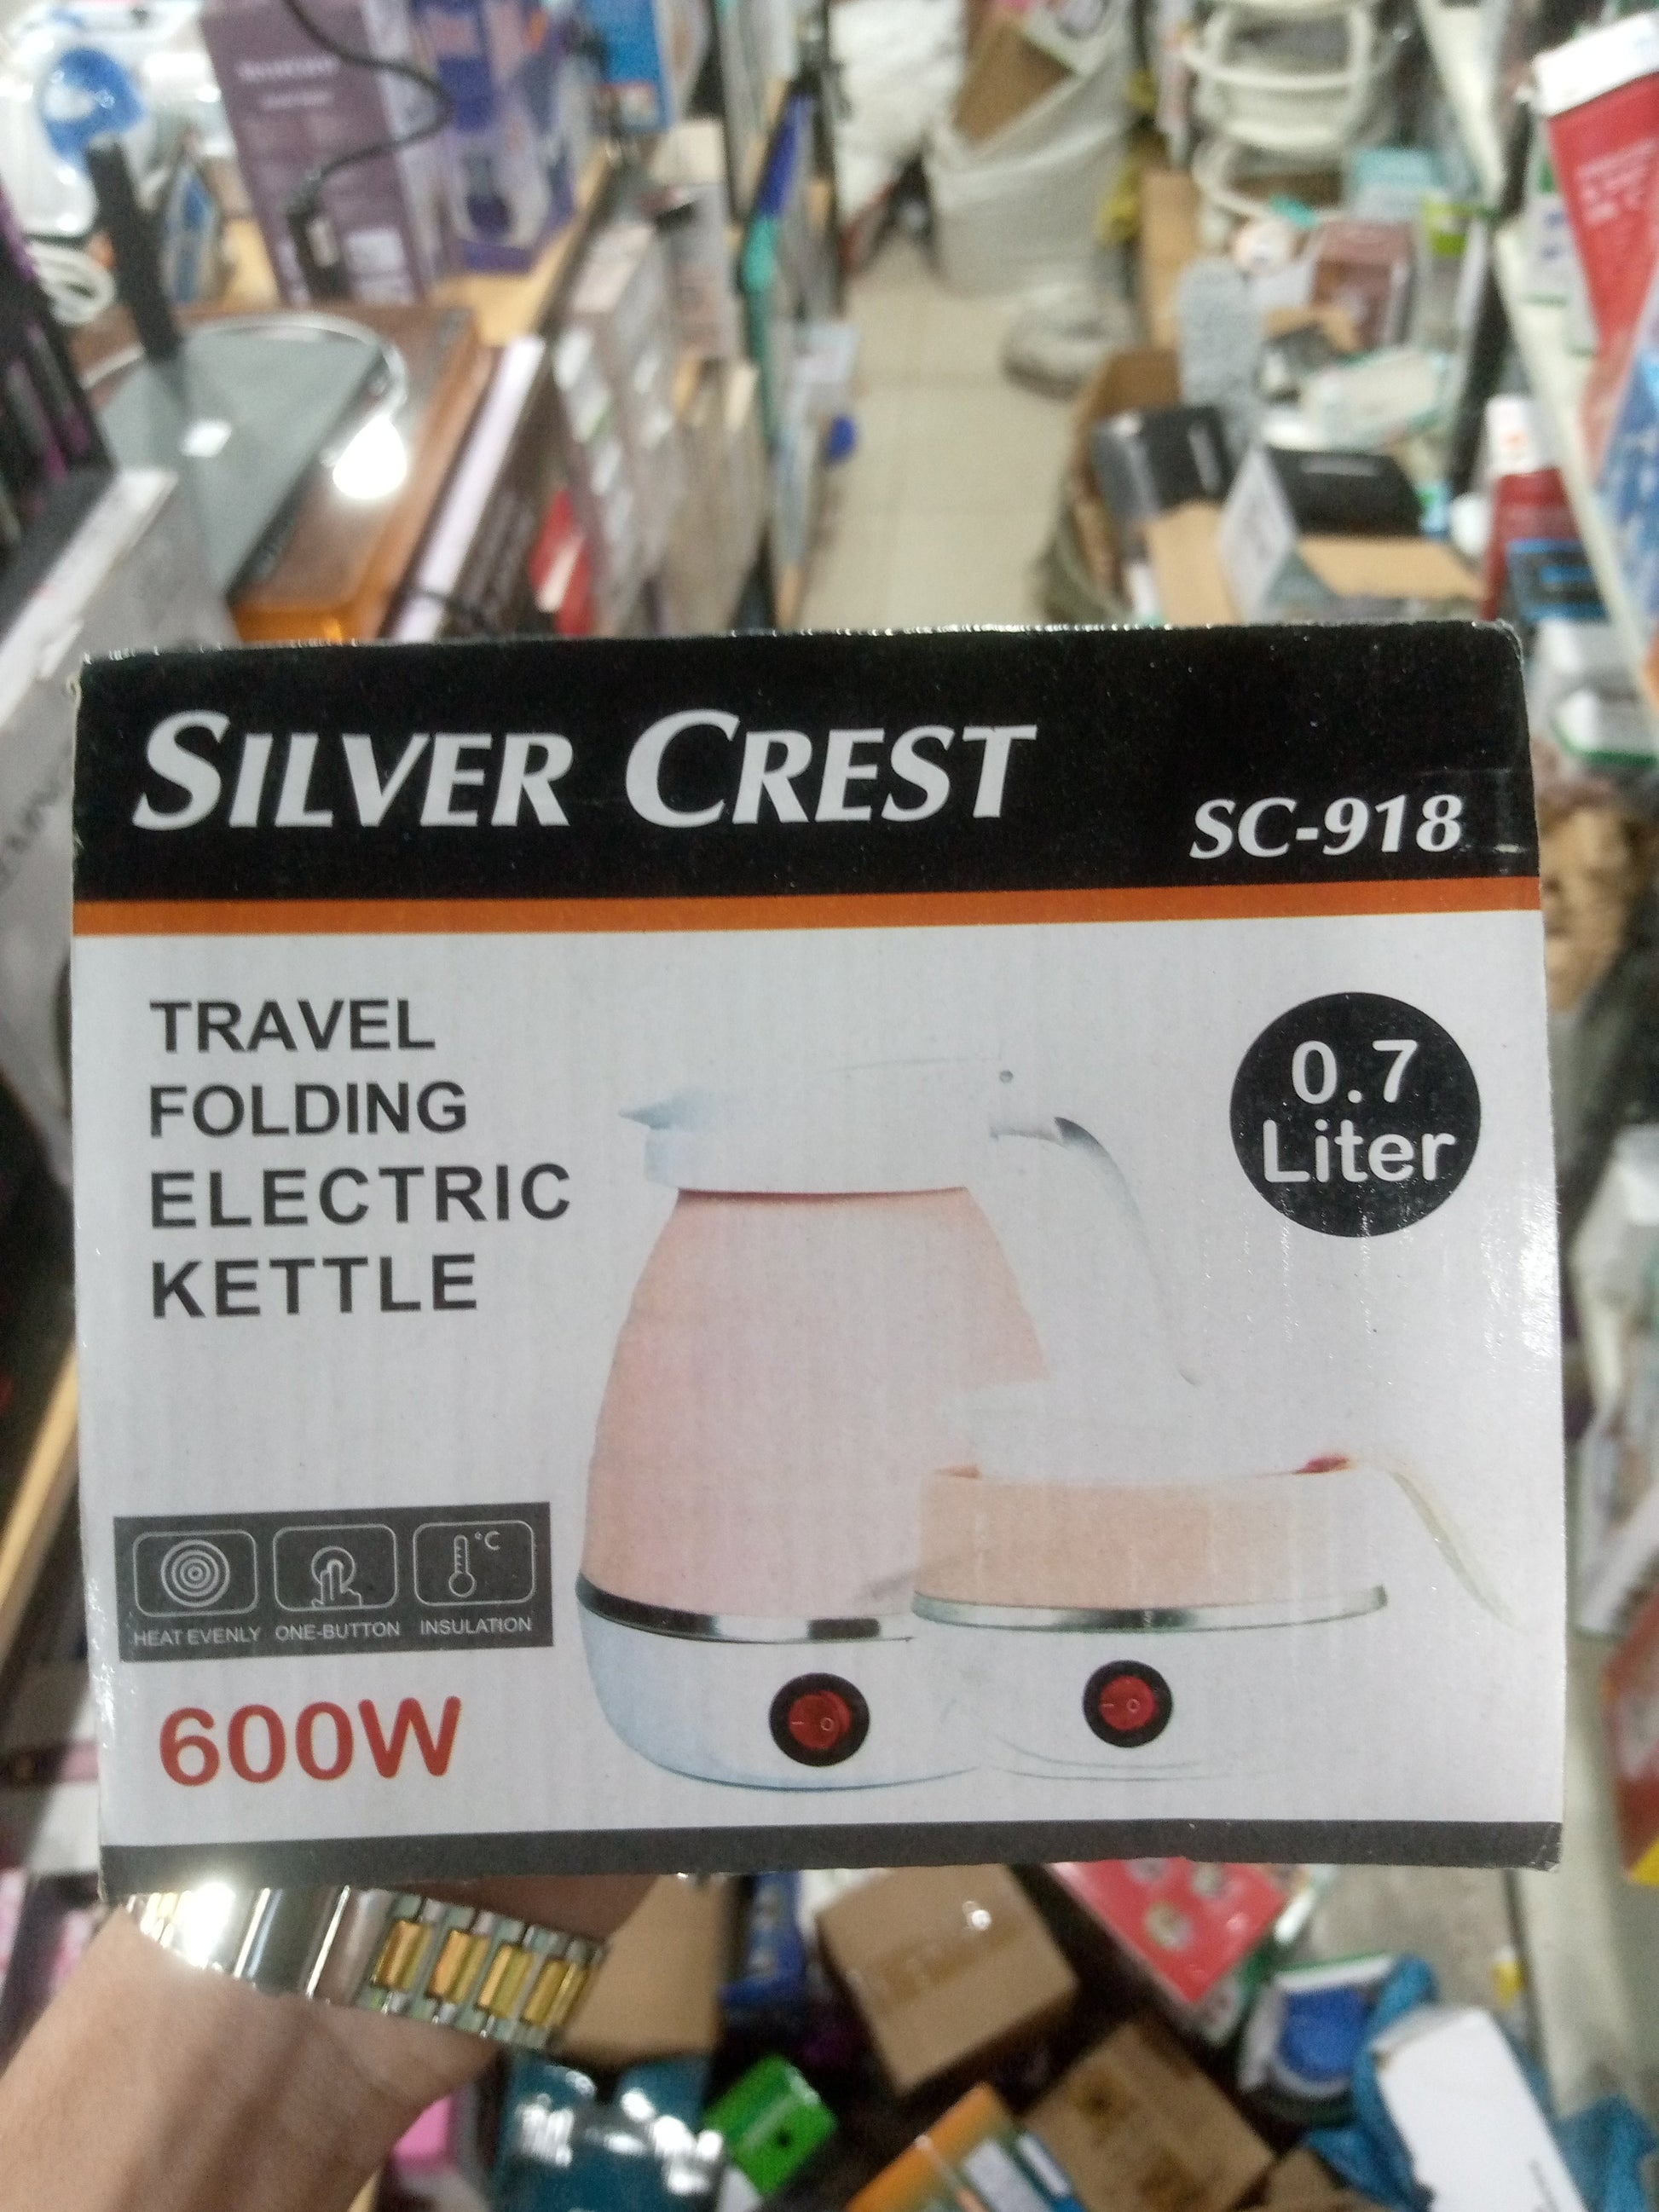 SILVER CREST
SC-918
TRAVEL
FOLDING
ELECTRIC
KETTLE
0.7
Liter
°C
HEAT EVENLY ONE-BUTTON INSULATION
600W